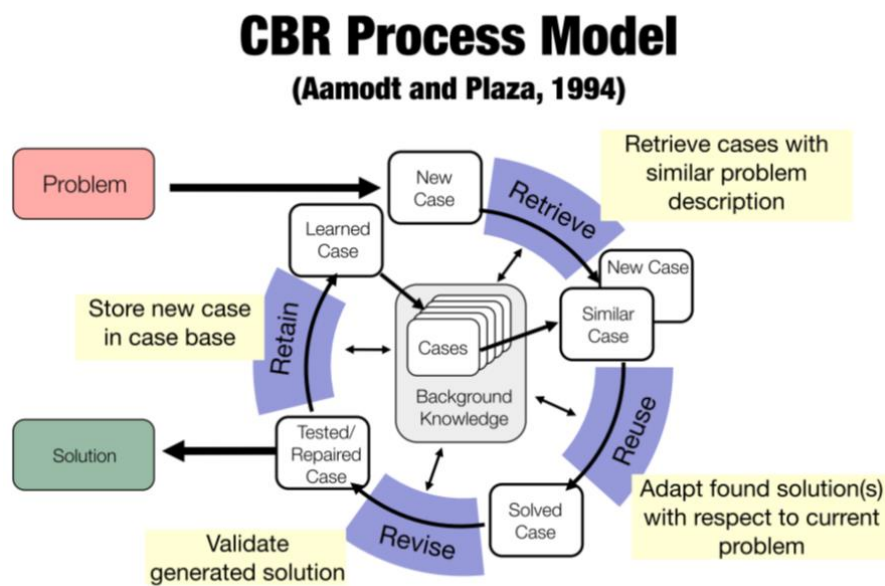 CBR Process Model
(Aamodt and Plaza, 1994)
Problem
New
Case
Retrieve
Retrieve cases with
similar problem
description
Learned
Case
New Case
Similar
Case
Store new case
in case base
Retain
Cases
Background
Knowledge
Reuse
Solution
Tested/
Repaired
Case
Adapt found solution(s)
with respect to current
problem
Solved
Case
Revise
Validate
generated solution